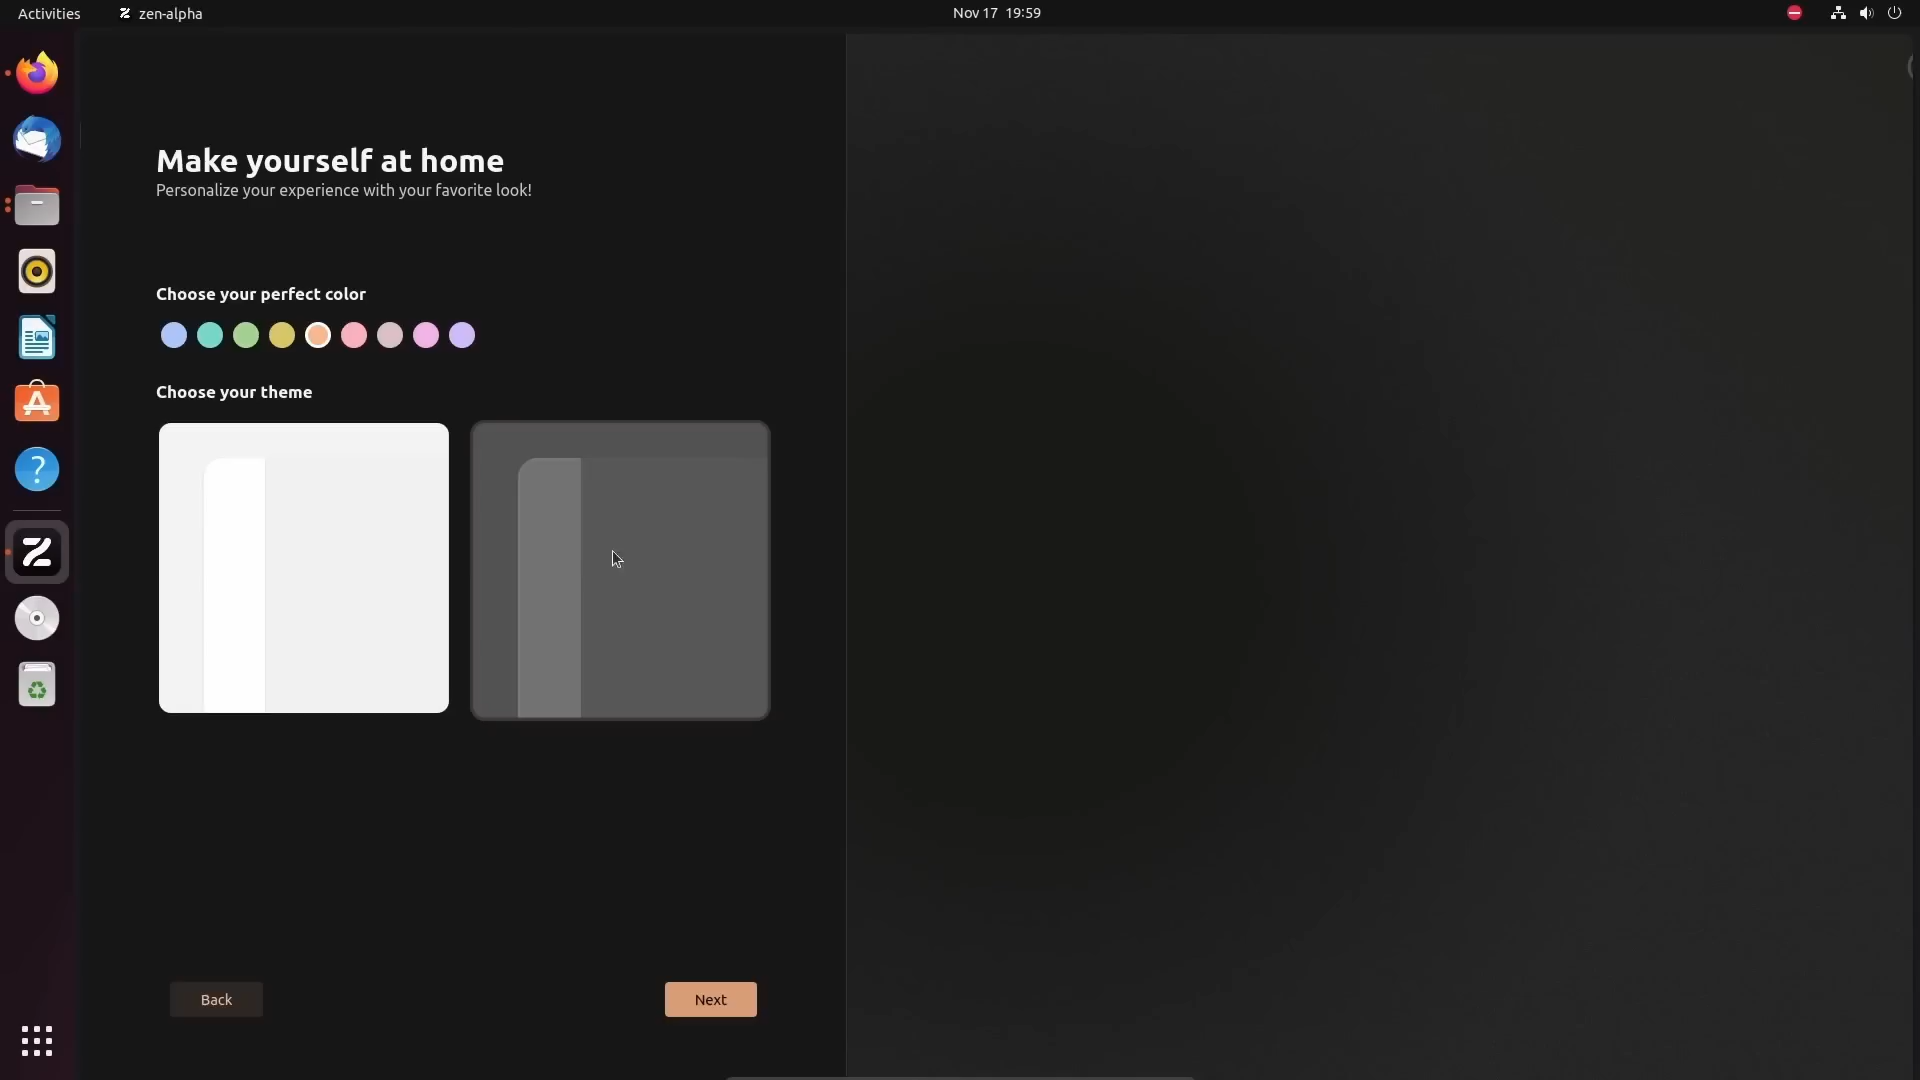 Activities
zen-alpha
Nov 17 19:59
Make yourself at home
Personalize your experience with your favorite look!
Choose your perfect color
Choose your theme
Back
Next